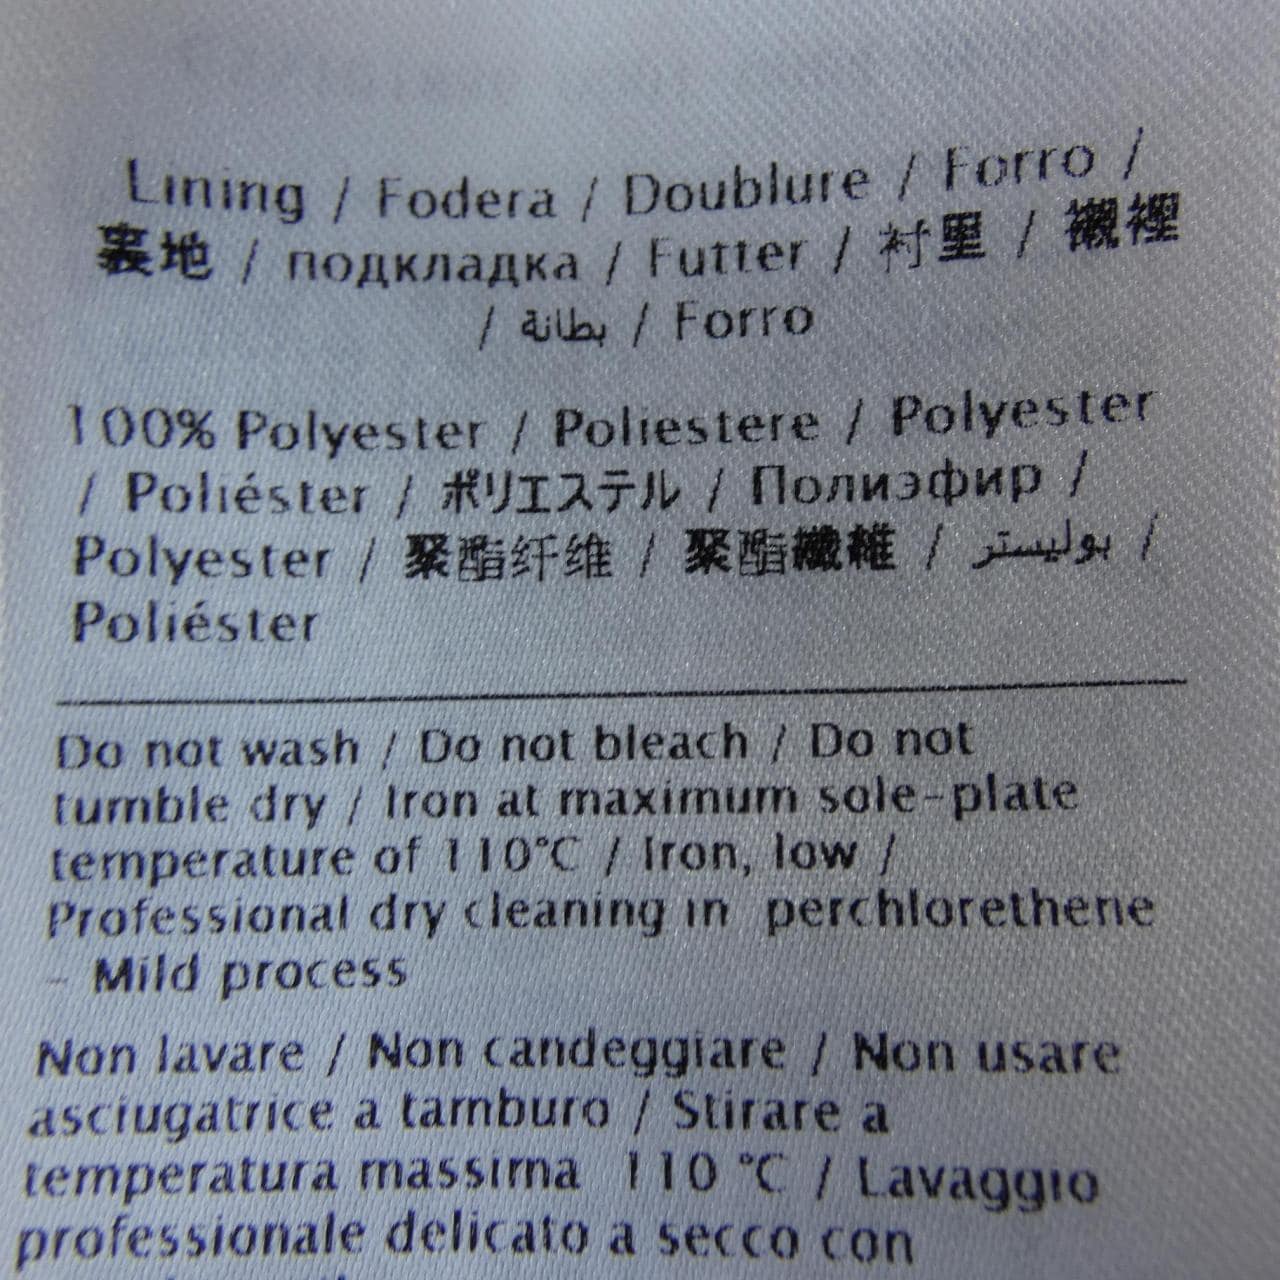 Lining / Fodera / Doublure / Forro /
裏地 / подкладка / Futter / 衬里 / 襯裡
/ بطانة / Forro
100% Polyester / Poliestere / Polyester
/ Poliéster / ポリエステル / Полиэфир /
Polyester / 聚酯纤维 / 聚酯纖維 / بوليستر /
Poliéster
Do not wash / Do not bleach / Do not
tumble dry / Iron at maximum sole-plate
temperature of 110°C / Iron, low /
Professional dry cleaning in perchlorethene
- Mild process
Non lavare / Non candeggiare / Non usare
asciugatrice a tamburo / Stirare a
temperatura massima 110 °C / Lavaggio
professionale delicato a secco con